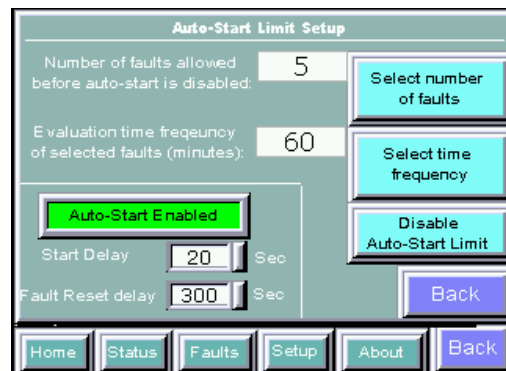 Auto-Start Limit Setup
Number of faults allowed
before auto-start is disabled:
5
Select number
of faults
Evaluation time freqeuncy
of selected faults (minutes):
60
Select time
frequency
Auto-Start Enabled
Disable
Auto-Start Limit
Start Delay
20
Sec
Fault Reset delay
300
Sec
Back
Home
Status
Faults
Setup
About
Back